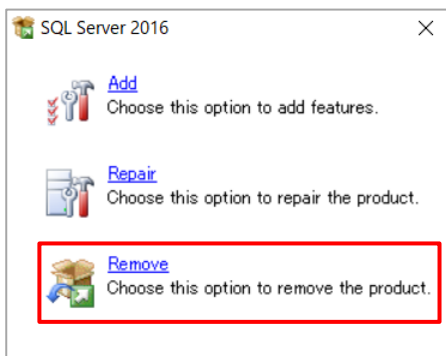 SQL Server 2016
Add
Choose this option to add features.
Repair
Choose this option to repair the product.
Remove
Choose this option to remove the product.